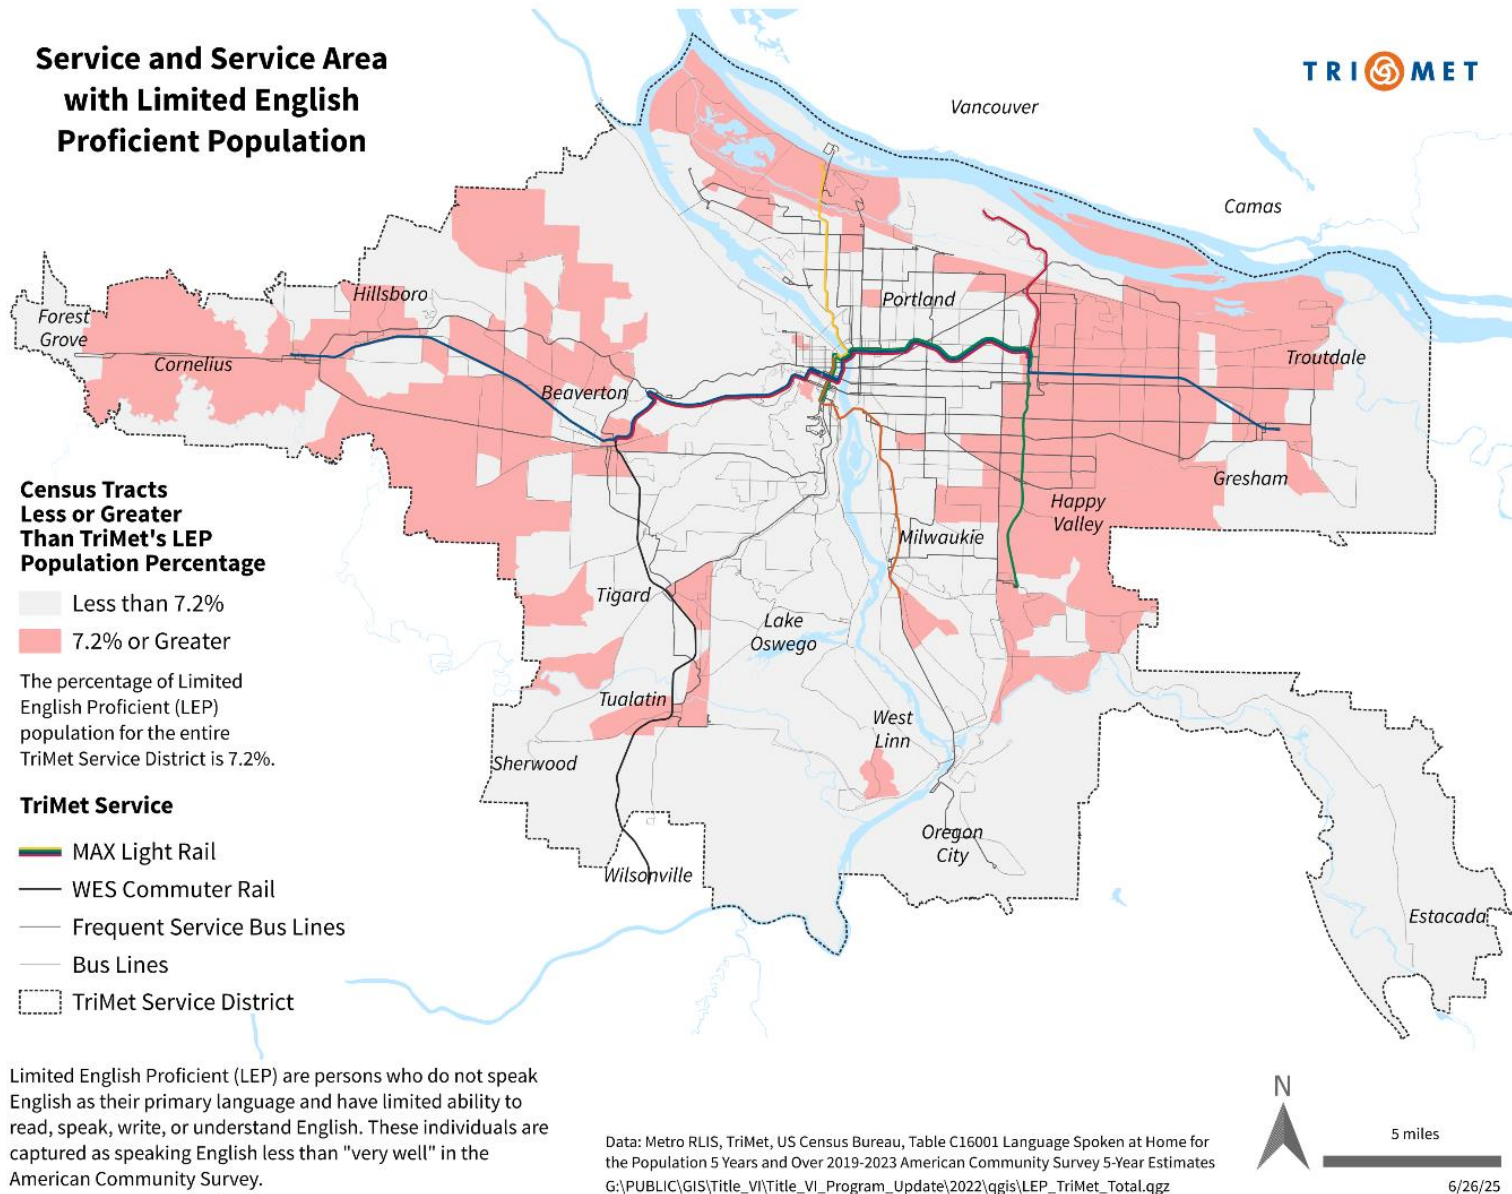 Service and Service Area
with Limited English
Proficient Population
TRIMET
Vancouver
Camas
Hillsboro
Forest
Grove
Cornelius
Beaverton
Portland
Troutdale
Gresham
Happy
Valley
Milwaukie
Tigard
Lake
Oswego
Tualatin
West
Linn
Sherwood
Oregon
City
Wilsonville
Estacada
Census Tracts
Less or Greater
Than TriMet's LEP
Population Percentage
Less than 7.2%
7.2% or Greater
The percentage of Limited
English Proficient (LEP)
population for the entire
TriMet Service District is 7.2%.
TriMet Service
MAX Light Rail
WES Commuter Rail
Frequent Service Bus Lines
Bus Lines
TriMet Service District
Limited English Proficient (LEP) are persons who do not speak
English as their primary language and have limited ability to
read, speak, write, or understand English. These individuals are
captured as speaking English less than "very well" in the
American Community Survey.
Data: Metro RLIS, TriMet, US Census Bureau, Table C16001 Language Spoken at Home for
the Population 5 Years and Over 2019-2023 American Community Survey 5-Year Estimates
G:\PUBLIC\GIS\Title_VI\Title_VI_Program_Update\2022\qgis\LEP_TriMet_Total.qgz
N
5 miles
6/26/25